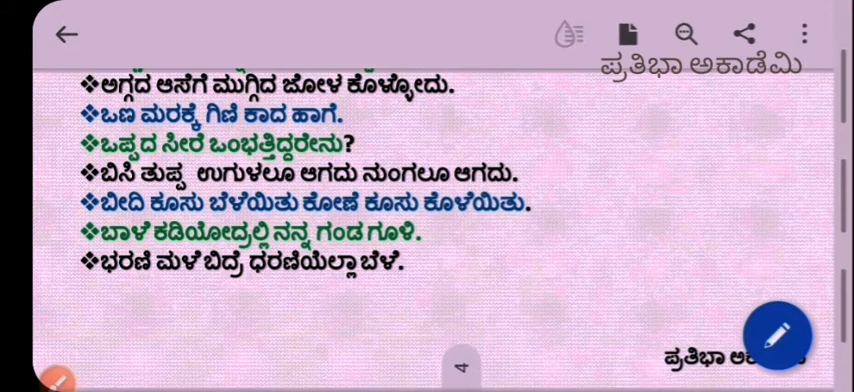 ಪ್ರತಿಭಾ ಅಕಾಡೆಮಿ
❖ಅಗ್ಗದ ಆಸೆಗೆ ಮುಗ್ಗಿದ ಜೋಳ ಕೊಳ್ಳೋದು.
❖ಒಣ ಮರಕ್ಕೆ ಗಿಣಿ ಕಾದ ಹಾಗೆ.
❖ಒಪ್ಪದ ಸೀರೆ ಒಂಭತ್ತಿದ್ದರೇನು?
❖ಬಿಸಿ ತುಪ್ಪ ಉಗುಳಲೂ ಆಗದು ನುಂಗಲೂ ಆಗದು.
❖ಬೀದಿ ಕೂಸು ಬೆಳೆಯಿತು ಕೋಣೆ ಕೂಸು ಕೊಳೆಯಿತು.
❖ಬಾಳೆ ಕಡಿಯೋದ್ರಲ್ಲಿ ನನ್ನ ಗಂಡ ಗೂಳಿ.
❖ಭರಣಿ ಮಳೆ ಬಿದ್ರೆ ಧರಣಿಯೆಲ್ಲಾ ಬೆಳೆ.
ಪ್ರತಿಭಾ
4